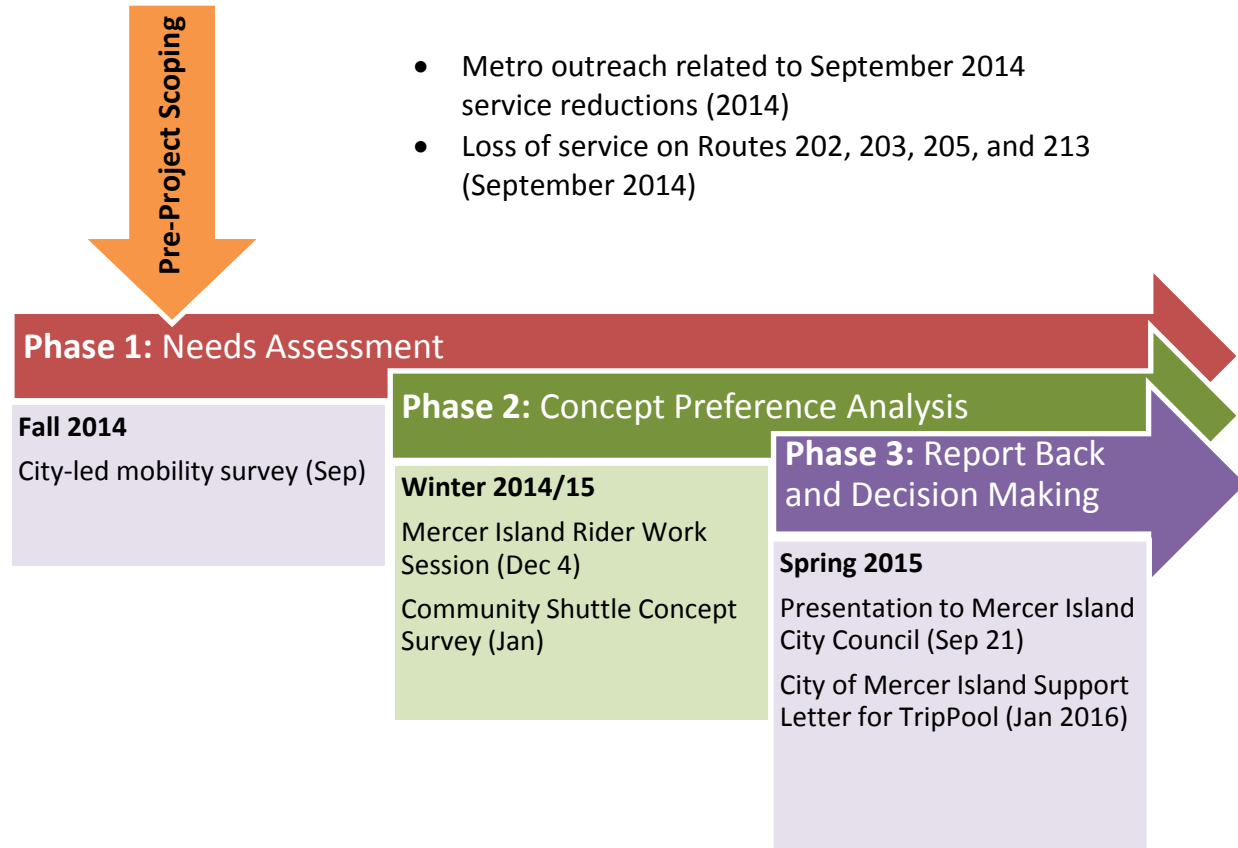 Pre-Project Scoping
• Metro outreach related to September 2014
service reductions (2014)
• Loss of service on Routes 202, 203, 205, and 213
(September 2014)
Phase 1: Needs Assessment
Fall 2014
City-led mobility survey (Sep)
Phase 2: Concept Preference Analysis
Winter 2014/15
Mercer Island Rider Work
Session (Dec 4)
Community Shuttle Concept
Survey (Jan)
Phase 3: Report Back
and Decision Making
Spring 2015
Presentation to Mercer Island
City Council (Sep 21)
City of Mercer Island Support
Letter for TripPool (Jan 2016)